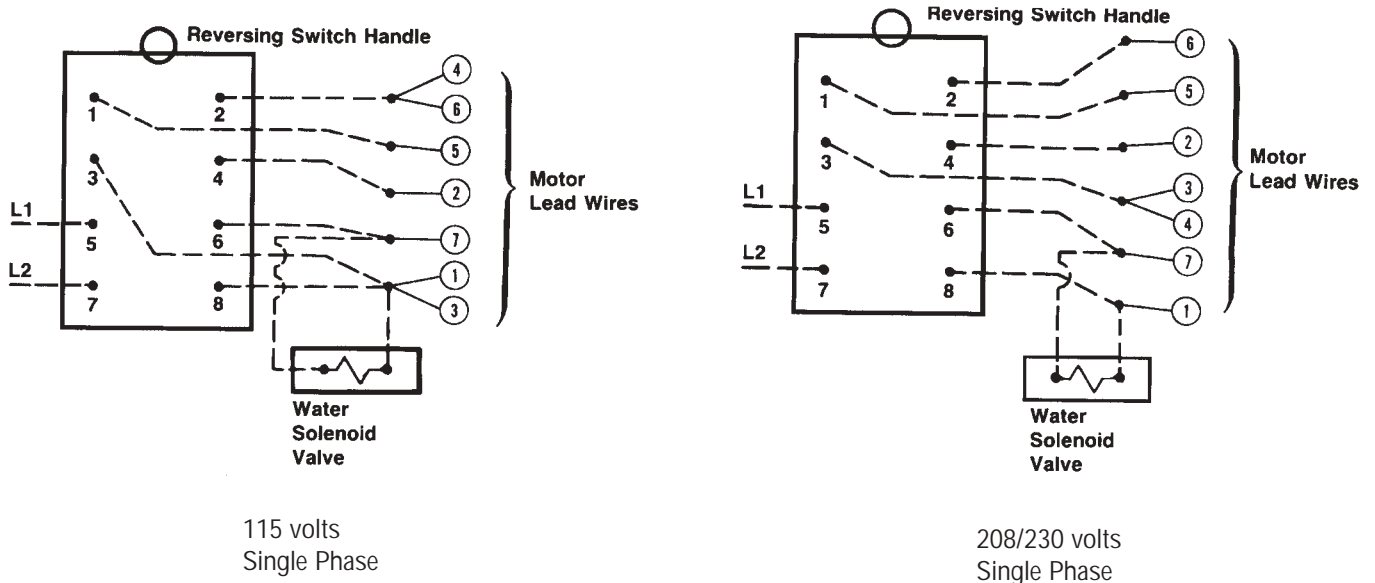 Reversing Switch Handle
1
2
3
4
5
6
7
8
L1
L2
4
6
5
2
7
1
3
Motor
Lead Wires
Water
Solenoid
Valve
115 volts
Single Phase
Reversing Switch Handle
1
2
3
4
5
6
7
8
L1
L2
6
5
2
3
4
7
1
Motor
Lead Wires
Water
Solenoid
Valve
208/230 volts
Single Phase